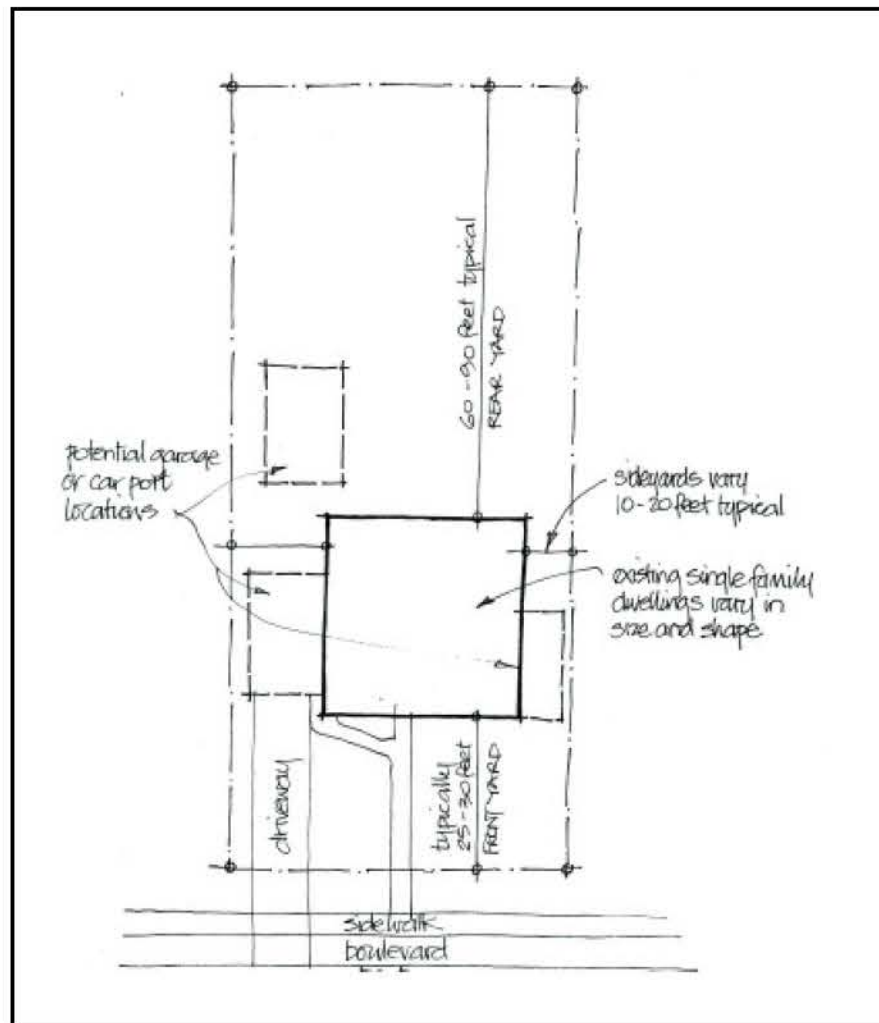 60-90 feet typical
REAR YARD
Potential garage
or car port
locations
sideyards vary
10-20 feet typical
existing single family
dwellings vary in
size and shape
driveway
typically
25-30 feet
FRONT YARD
sidewalk
boulevard